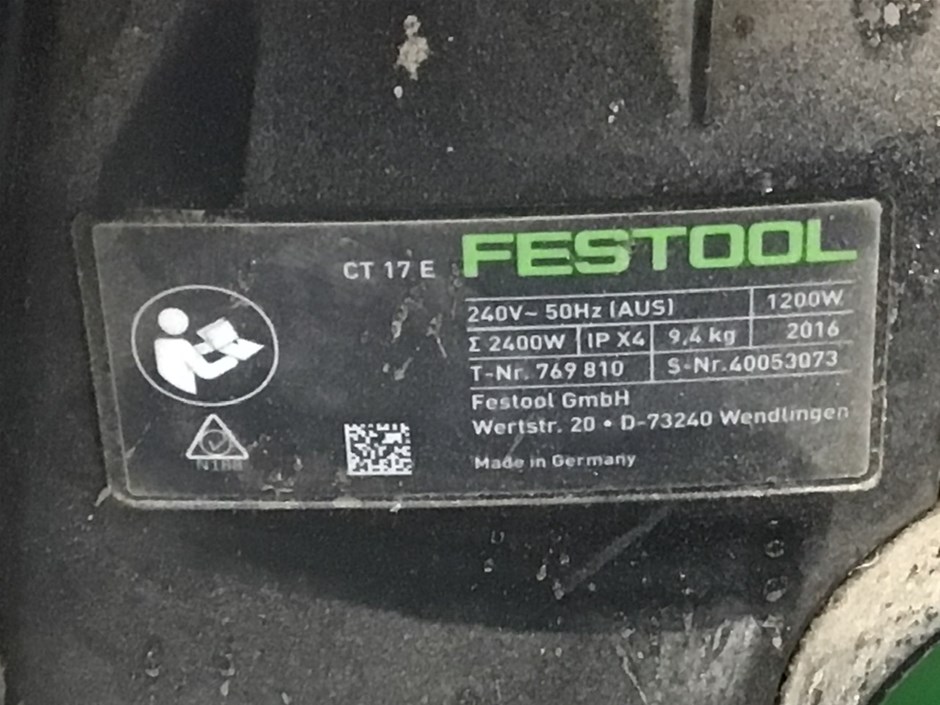 CT 17 E FESTOOL
240V~ 50Hz (AUS) 1200W
Σ 2400W IP X4 9,4 kg 2016
T-Nr. 769 810 S-Nr. 40053073
Festool GmbH
Wertstr. 20 • D-73240 Wendlingen
Made in Germany
N188